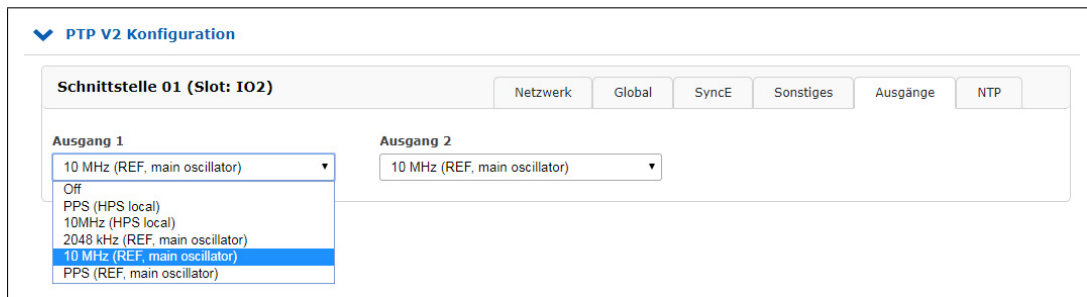 PTP V2 Konfiguration
Schnittstelle 01 (Slot: IO2)
Netzwerk
Global
SyncE
Sonstiges
Ausgänge
NTP
Ausgang 1
Ausgang 2
10 MHz (REF, main oscillator)
10 MHz (REF, main oscillator)
Off
PPS (HPS local)
10MHz (HPS local)
2048 kHz (REF, main oscillator)
10 MHz (REF, main oscillator)
PPS (REF, main oscillator)